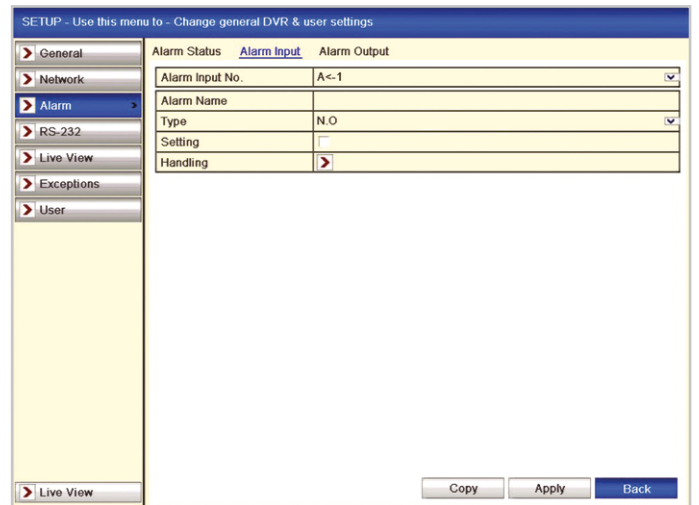 SETUP - Use this menu to - Change general DVR & user settings
General
Network
Alarm
RS-232
Live View
Exceptions
User
Live View
Alarm Status Alarm Input Alarm Output
Alarm Input No. A<-1
Alarm Name
Type N.O
Setting
Handling
Copy Apply Back